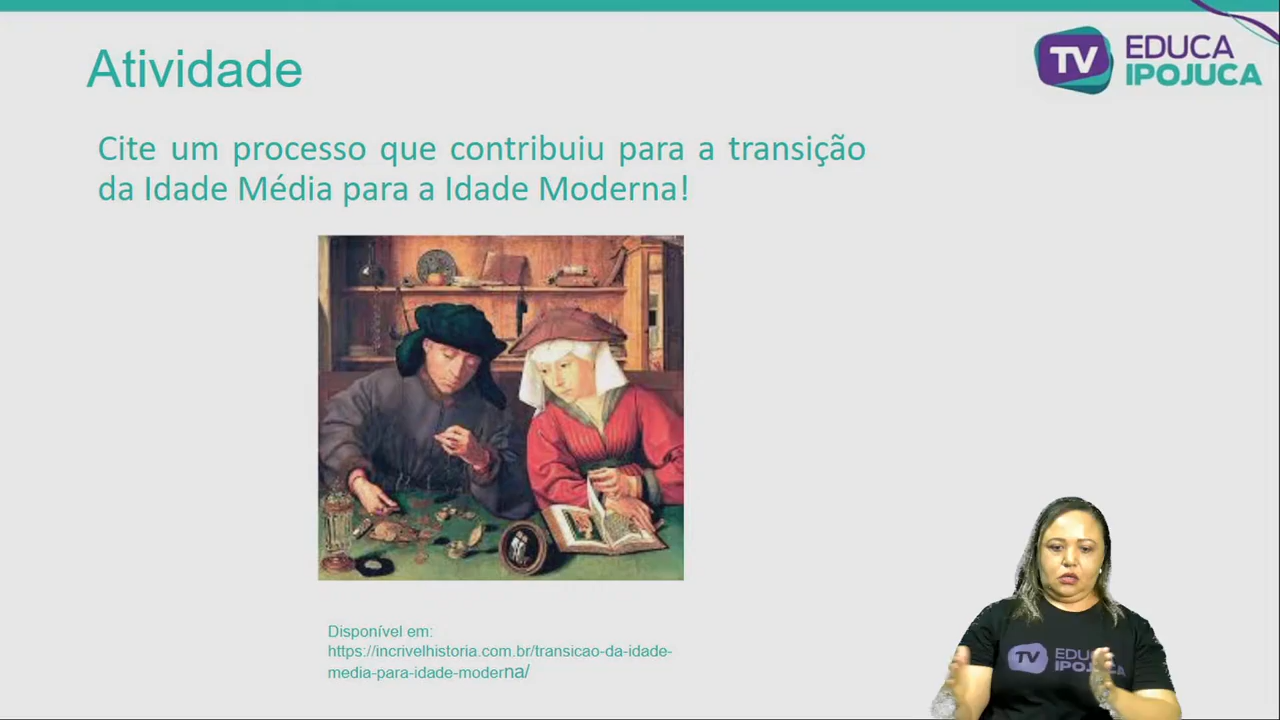 Atividade
TV EDUCA
IPOJUCA
Cite um processo que contribuiu para a transição
da Idade Média para a Idade Moderna!
Disponível em:
https://incrivelhistoria.com.br/transicao-da-idade-
media-para-idade-moderna/
TV EDUCA
IPOJUCA